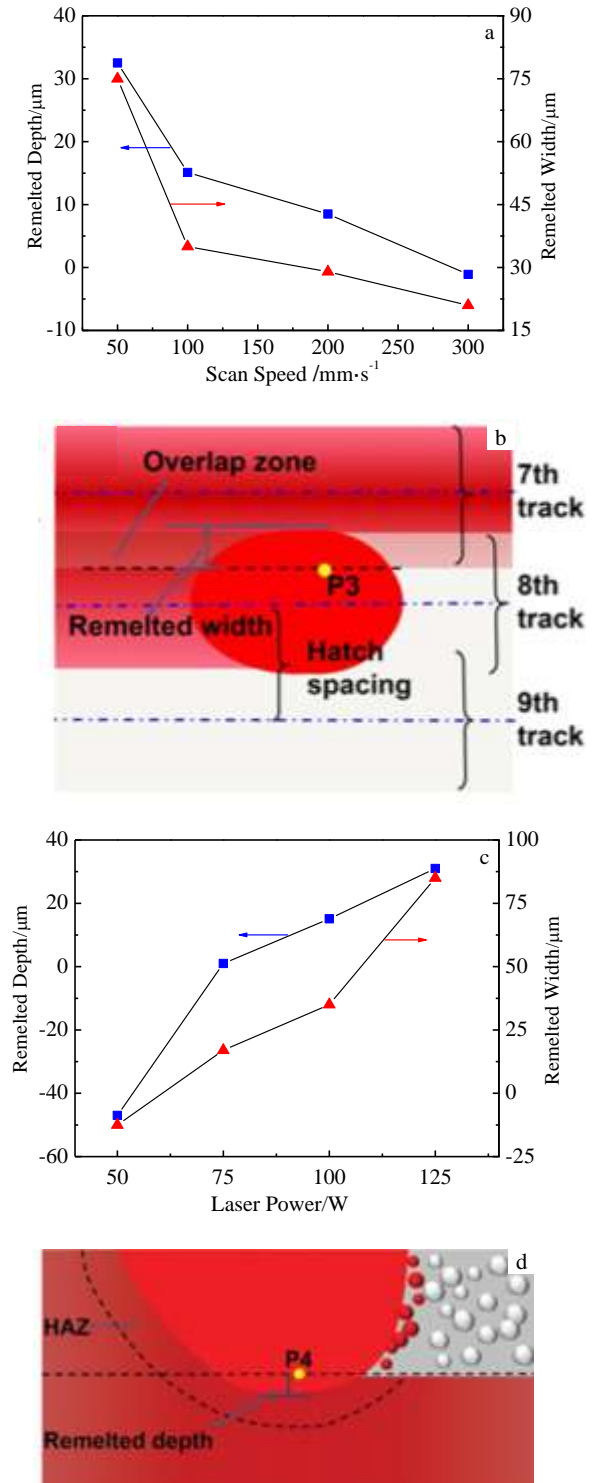 a
40
30
20
10
0
-10
Remelted Depth/μm
90
75
60
45
30
15
Remelted Width/μm
50 100 150 200 250 300
Scan Speed /mm·s⁻¹
b
Overlap zone
7th
track
P3
8th
track
Remelted width
Hatch
spacing
9th
track
c
40
20
0
-20
-40
-60
Remelted Depth/μm
100
75
50
25
0
-25
Remelted Width/μm
50 75 100 125
Laser Power/W
d
HAZ
P4
Remelted depth